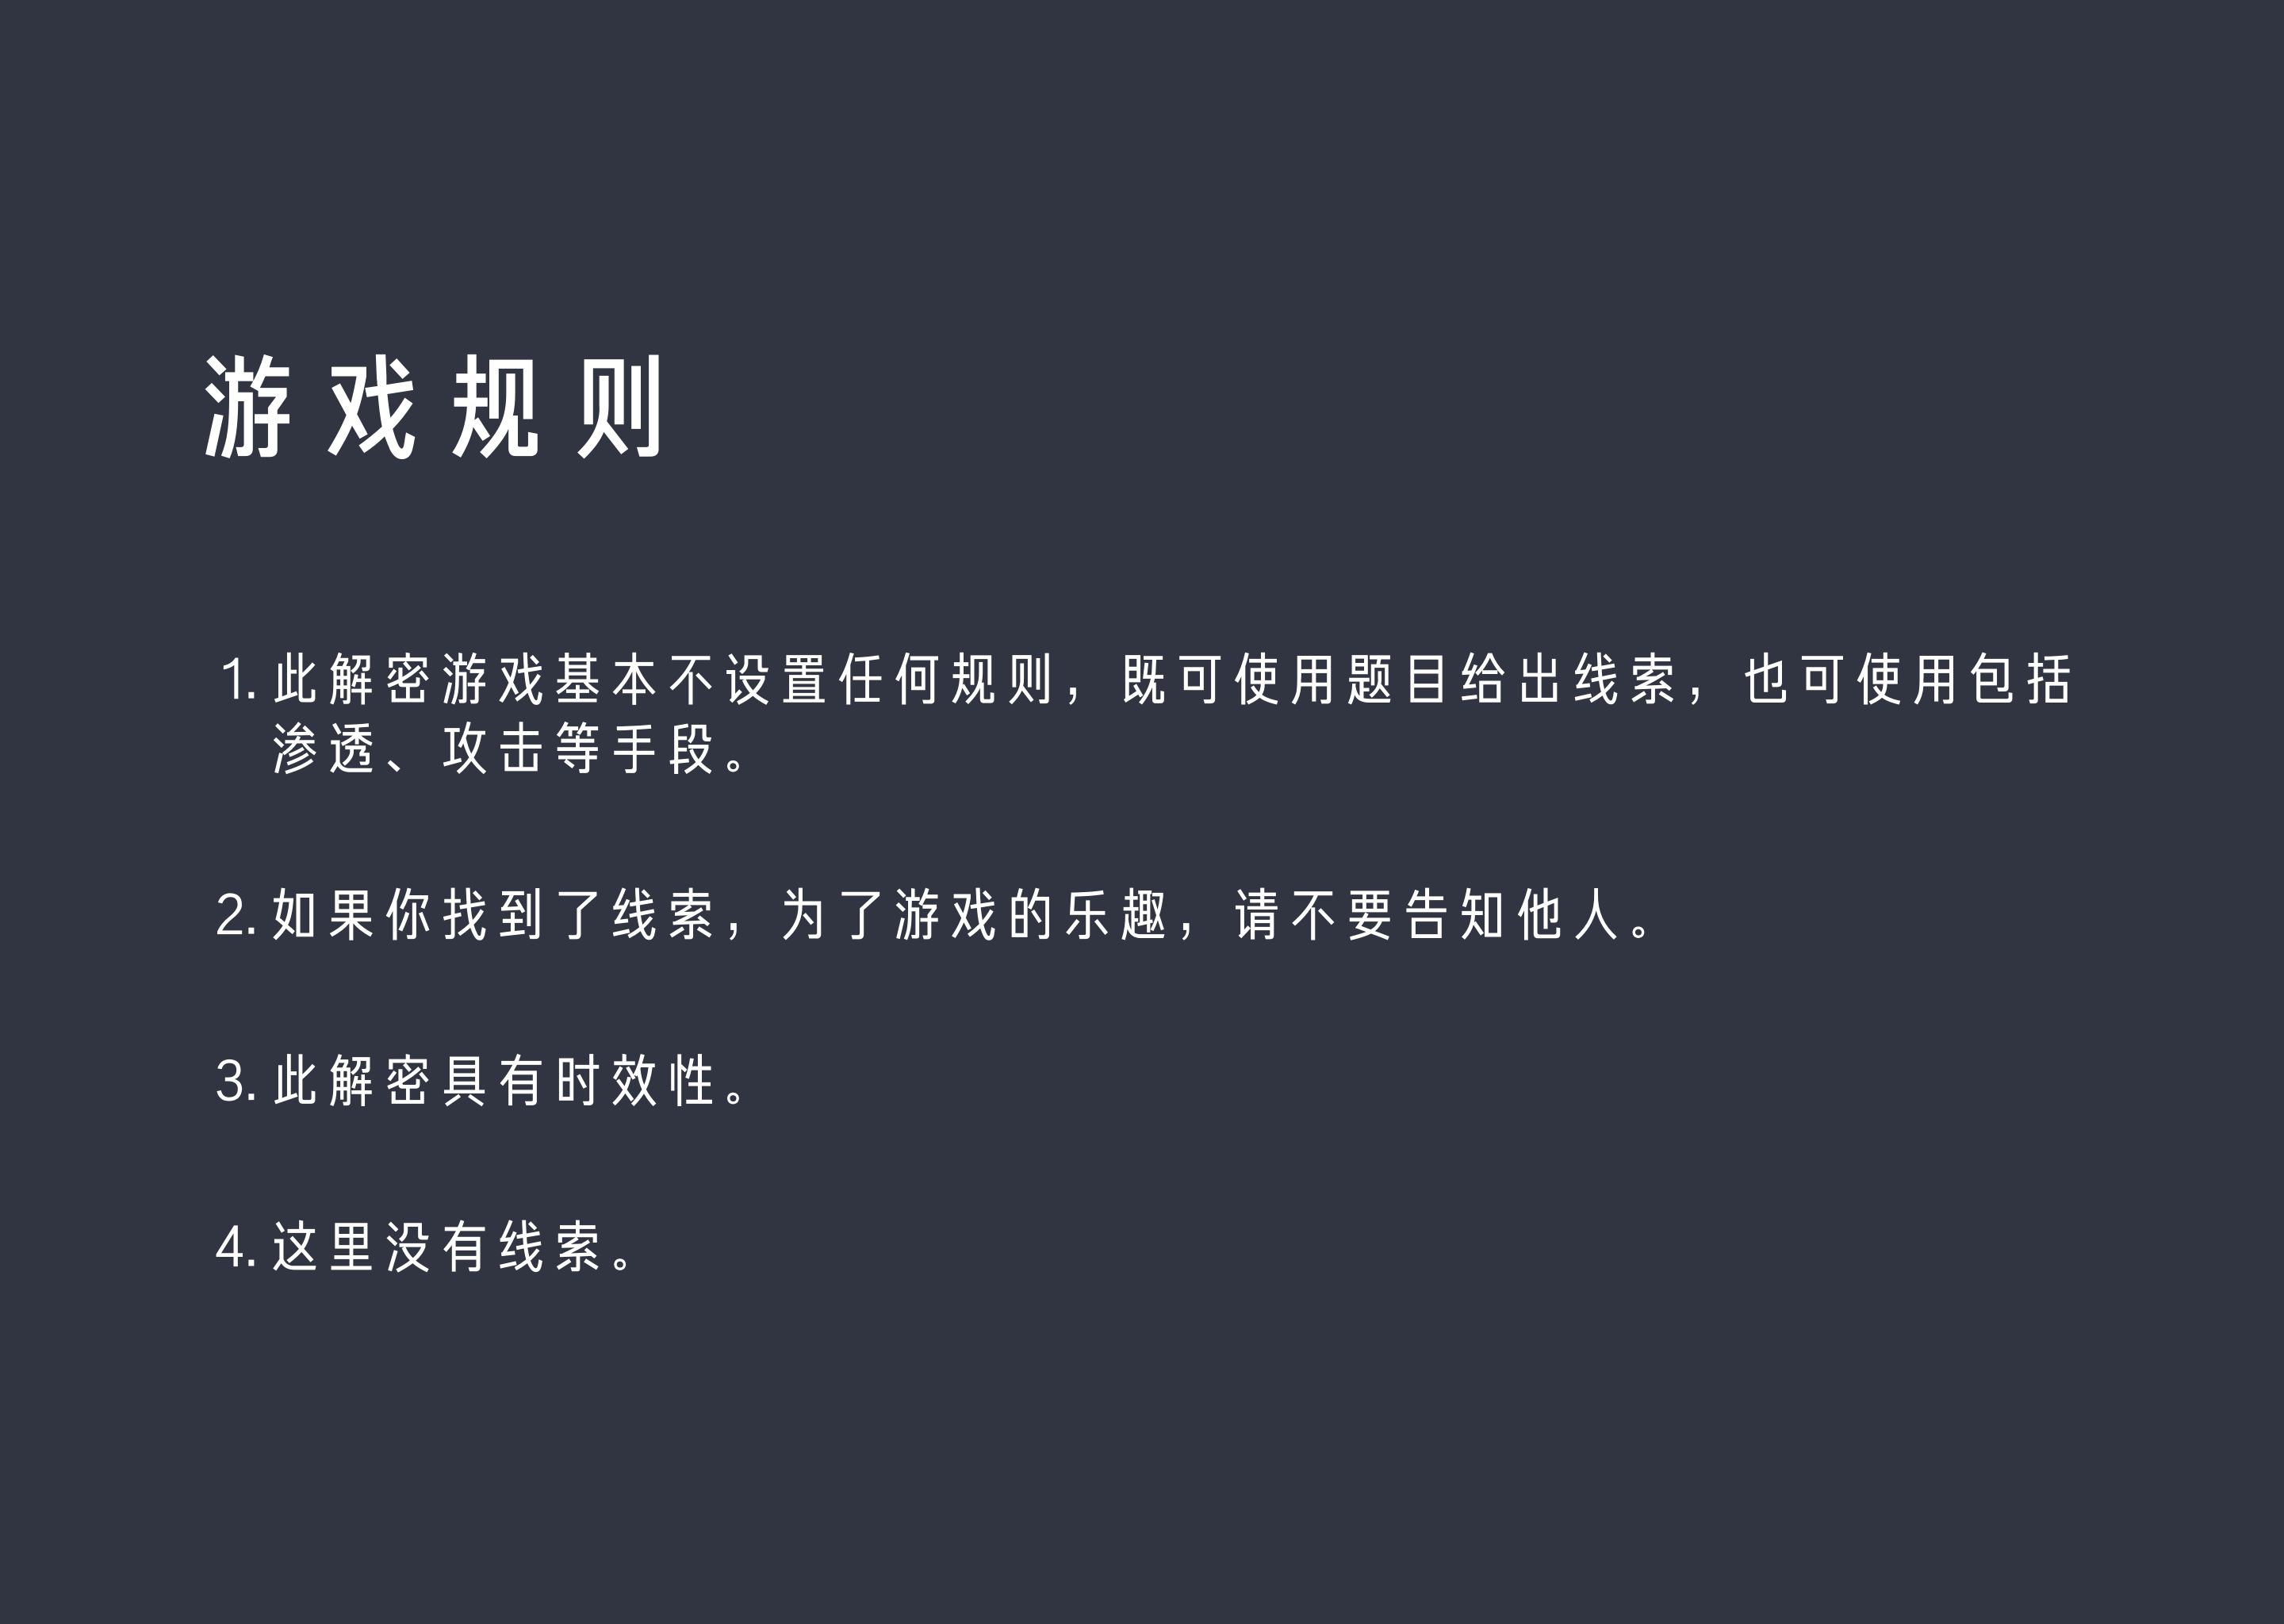 游戏规则
1. 此解密游戏基本不设置任何规则，既可使用题目给出线索，也可使用包括
渗透、攻击等手段。
2. 如果你找到了线索，为了游戏的乐趣，请不要告知他人。
3. 此解密具有时效性。
4. 这里没有线索。